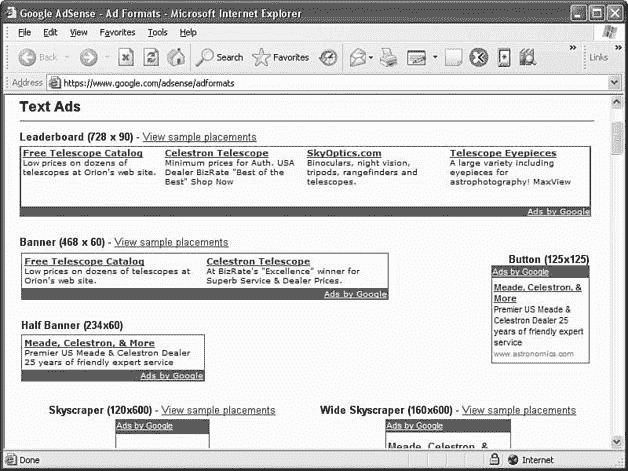 Google AdSense - Ad Formats - Microsoft Internet Explorer
File Edit View Favorites Tools Help
Back Search Favorites Links
Address https://www.google.com/adsense/adformats
Text Ads
Leaderboard (728 x 90) - View sample placements
Free Telescope Catalog
Low prices on dozens of
telescopes at Orion's web site.
Celestron Telescope
Minimum prices for Auth. USA
Dealer BizRate "Best of the
Best" Shop Now
SkyOptics.com
Binoculars, night vision,
tripods, rangefinders and
telescopes.
Telescope Eyepieces
A large variety including
eyepieces for
astrophotography! MaxView
Ads by Google
Banner (468 x 60) - View sample placements
Free Telescope Catalog
Low prices on dozens of telescopes at
Orion's web site.
Celestron Telescope
At BizRate's "Excellence" winner for
Superb Service & Dealer Prices.
Ads by Google
Button (125x125)
Ads by Google
Meade, Celestron, &
More
Premier US Meade &
Celestron Dealer 25
years of friendly expert
service
www.astronomics.com
Half Banner (234x60)
Meade, Celestron, & More
Premier US Meade & Celestron Dealer
25 years of friendly expert service
Ads by Google
Skyscraper (120x600) - View sample placements
Ads by Google
Wide Skyscraper (160x600) - View sample placements
Ads by Google
Meade, Celestron, &
Done Internet